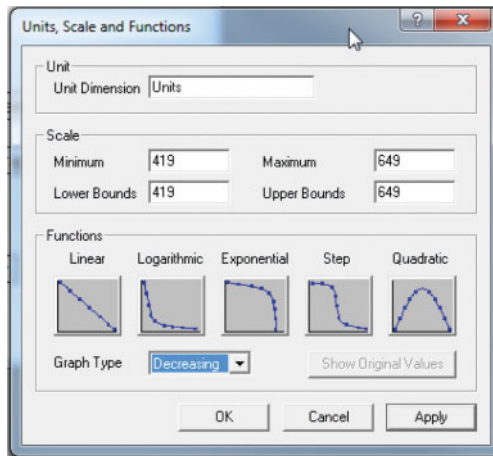 Units, Scale and Functions
Unit
Unit Dimension Units
Scale
Minimum 419 Maximum 649
Lower Bounds 419 Upper Bounds 649
Functions
Linear Logarithmic Exponential Step Quadratic
Graph Type Decreasing Show Original Values
OK Cancel Apply